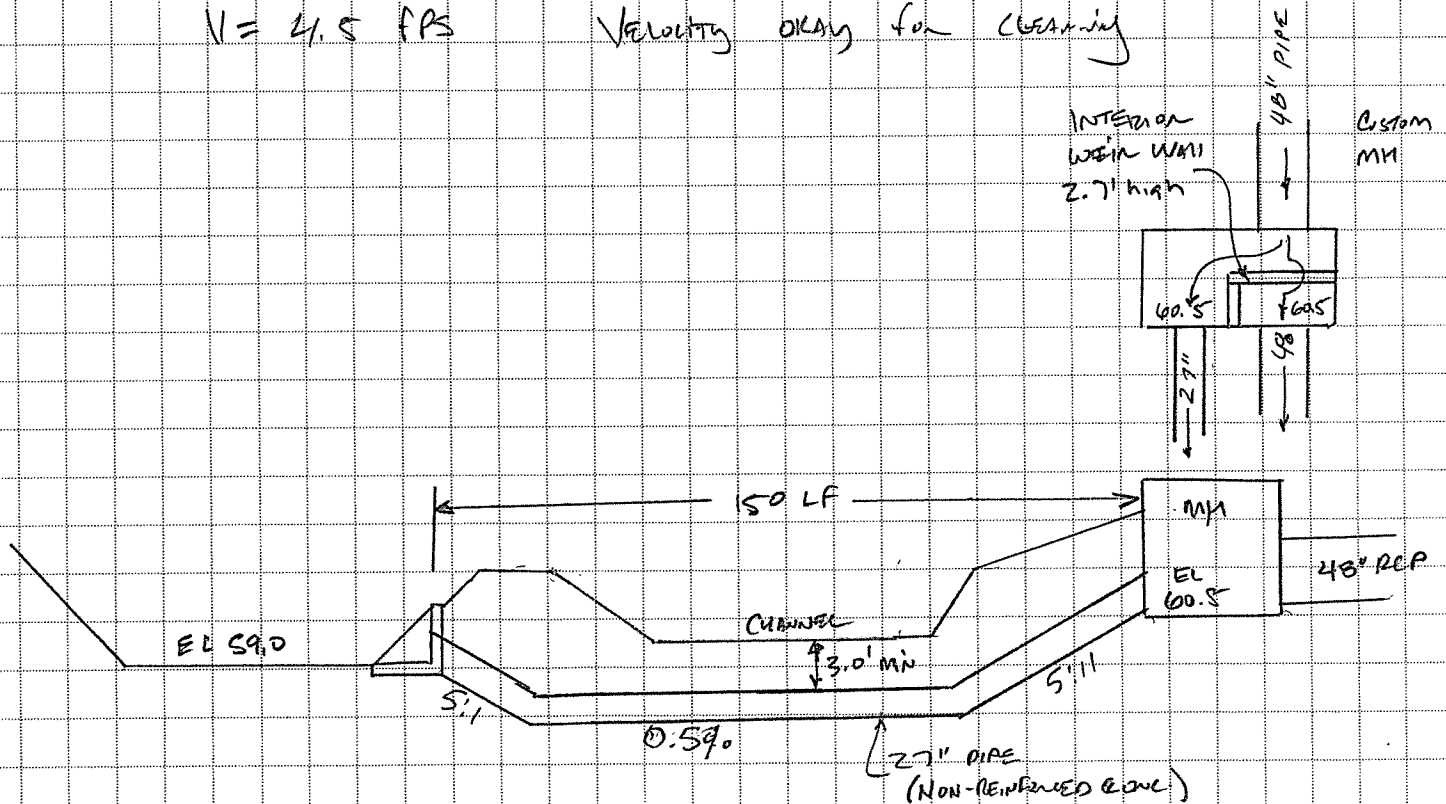 V = 4.5 fps Velocity okay for cleaning
48" PIPE
INTERIOR
WEIR WALL
2.7' high
Custom
MH
60.5
60.5
27"
48
150 LF
MH
EL
60.5
48" RCP
CHANNEL
EL 59.0
3.0' MIN
5:1
5:1
0.5%
27" PIPE
(NON-REINFORCED CONC)